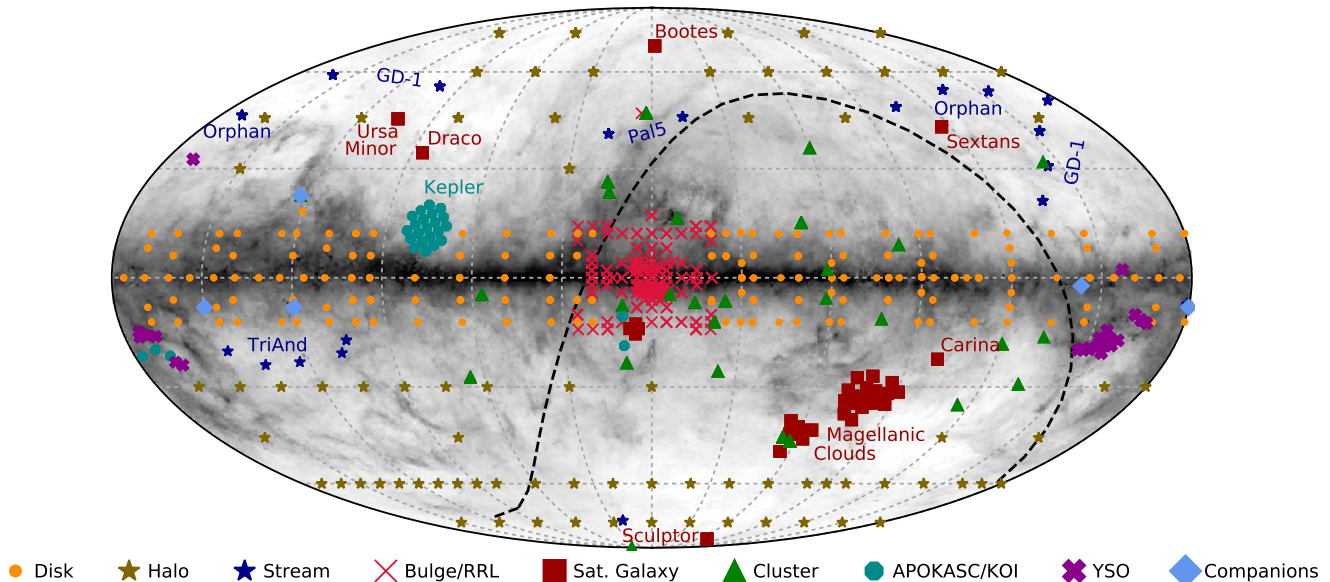 Bootes
GD-1
Orphan
Ursa
Minor
Draco
Pal5
Orphan
Sextans
GD-1
Kepler
TriAnd
Carina
Magellanic
Clouds
Sculptor
Disk
Halo
Stream
Bulge/RRL
Sat. Galaxy
Cluster
APOKASC/KOI
YSO
Companions